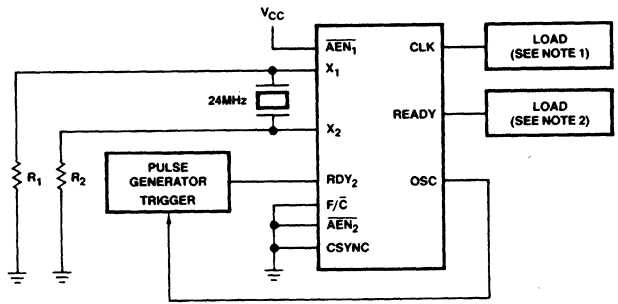 VCC
AEN1
CLK
LOAD
(SEE NOTE 1)
X1
24MHz
READY
LOAD
(SEE NOTE 2)
X2
R1
R2
PULSE
GENERATOR
TRIGGER
RDY2
OSC
F/C̅
AEN2
CSYNC